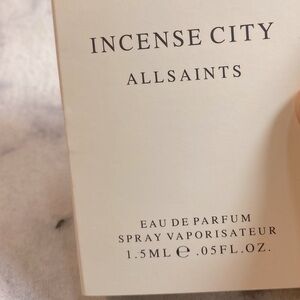 INCENSE CITY
ALLSAINTS
EAU DE PARFUM
SPRAY VAPORISATEUR
1.5ML ℮ .05FL.OZ.